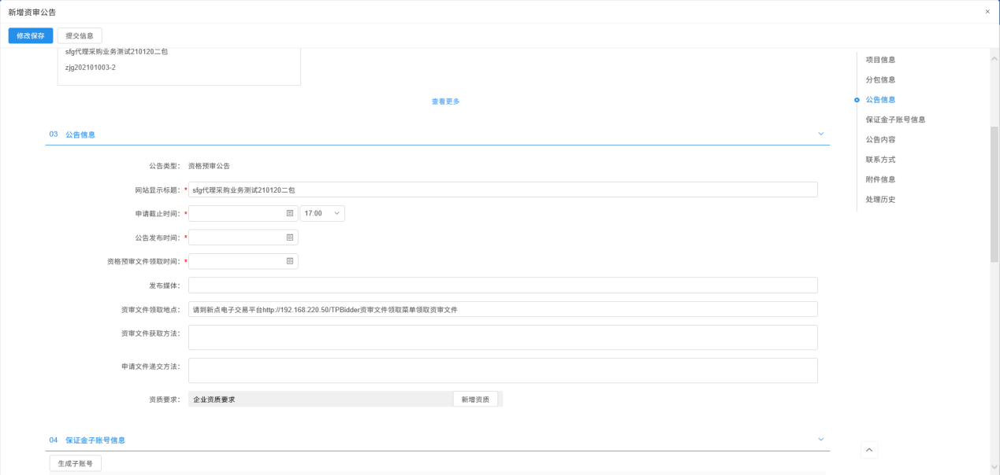 新增资审公告
×
修改保存 提交信息
sfg代理采购业务测试210120二包
zjg202101003-2
查看更多
03 公告信息
公告类型： 资格预审公告
网站显示标题：* sfg代理采购业务测试210120二包
申请截止时间：* 17:00
公告发布时间：*
资格预审文件领取时间：*
发布媒体：
资审文件领取地点： 请到新点电子交易平台http://192.168.220.50/TPBidder资审文件领取菜单领取资审文件
资审文件获取方法：
申请文件递交方法：
资质要求： 企业资质要求 新增资质
04 保证金子账号信息
生成子账号
项目信息
分包信息
公告信息
保证金子账号信息
公告内容
联系方式
附件信息
处理历史